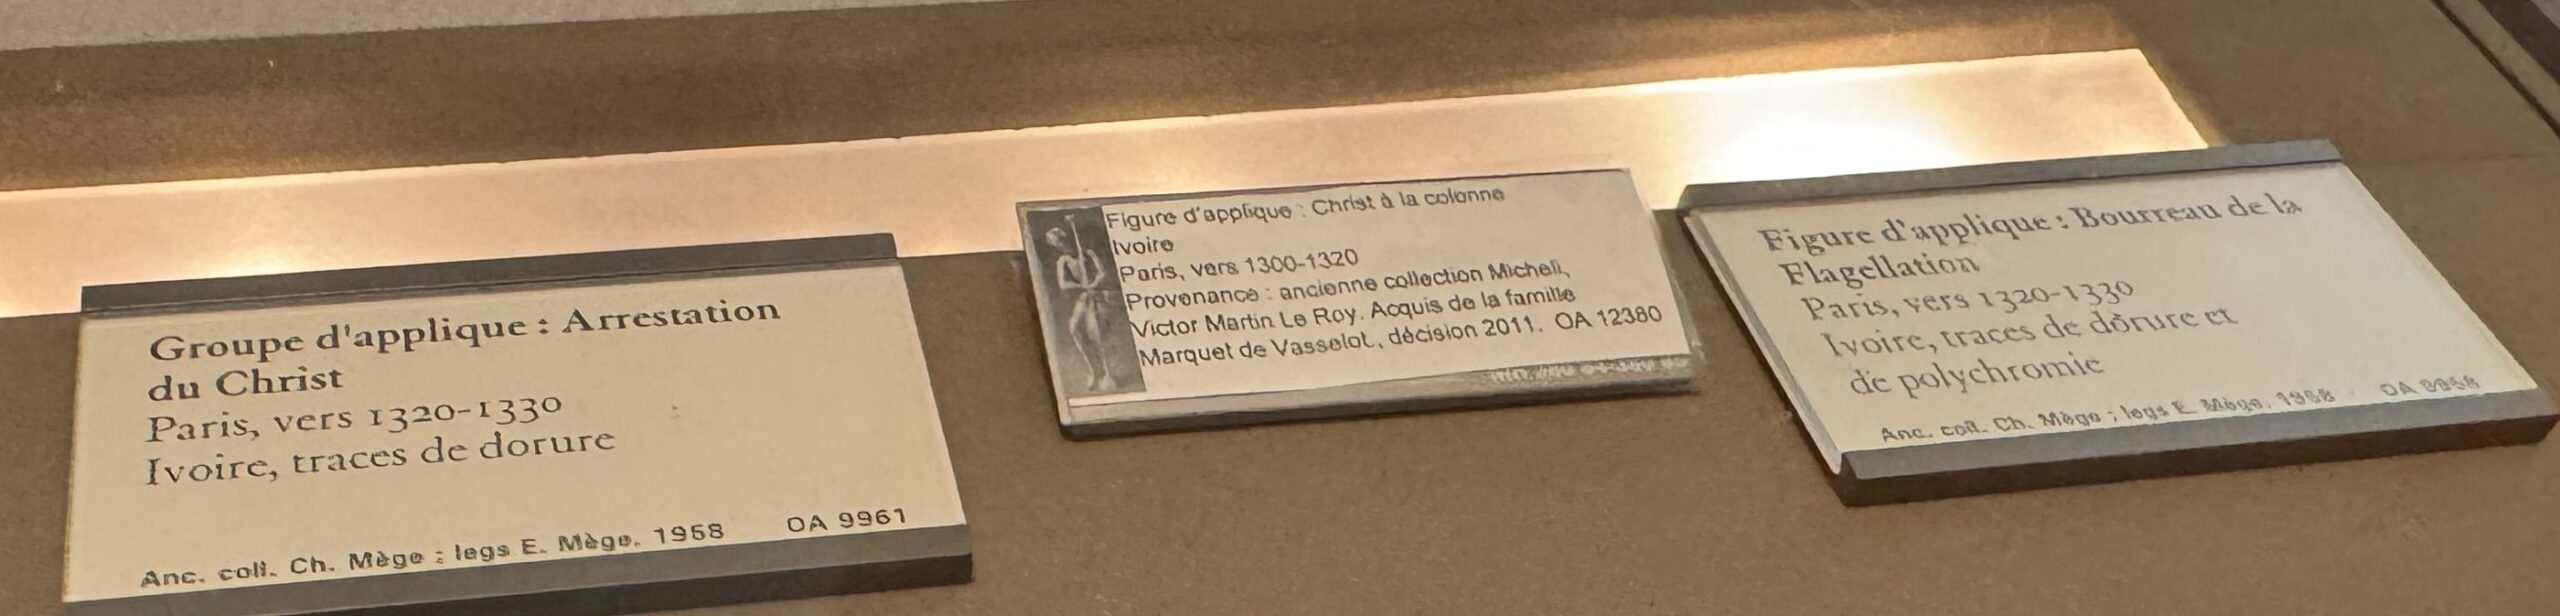 Groupe d'applique : Arrestation
du Christ
Paris, vers 1320-1330
Ivoire, traces de dorure
Anc. coll. Ch. Mège ; legs E. Mège, 1958 OA 9961
Figure d'applique : Christ à la colonne
Ivoire
Paris, vers 1300-1320
Provenance : ancienne collection Micheli,
Victor Martin Le Roy. Acquis de la famille
Marquet de Vasselot, décision 2011. OA 12380
Figure d'applique : Bourreau de la
Flagellation
Paris, vers 1320-1330
Ivoire, traces de dorure et
de polychromie
Anc. coll. Ch. Mège ; legs E. Mège, 1958 OA